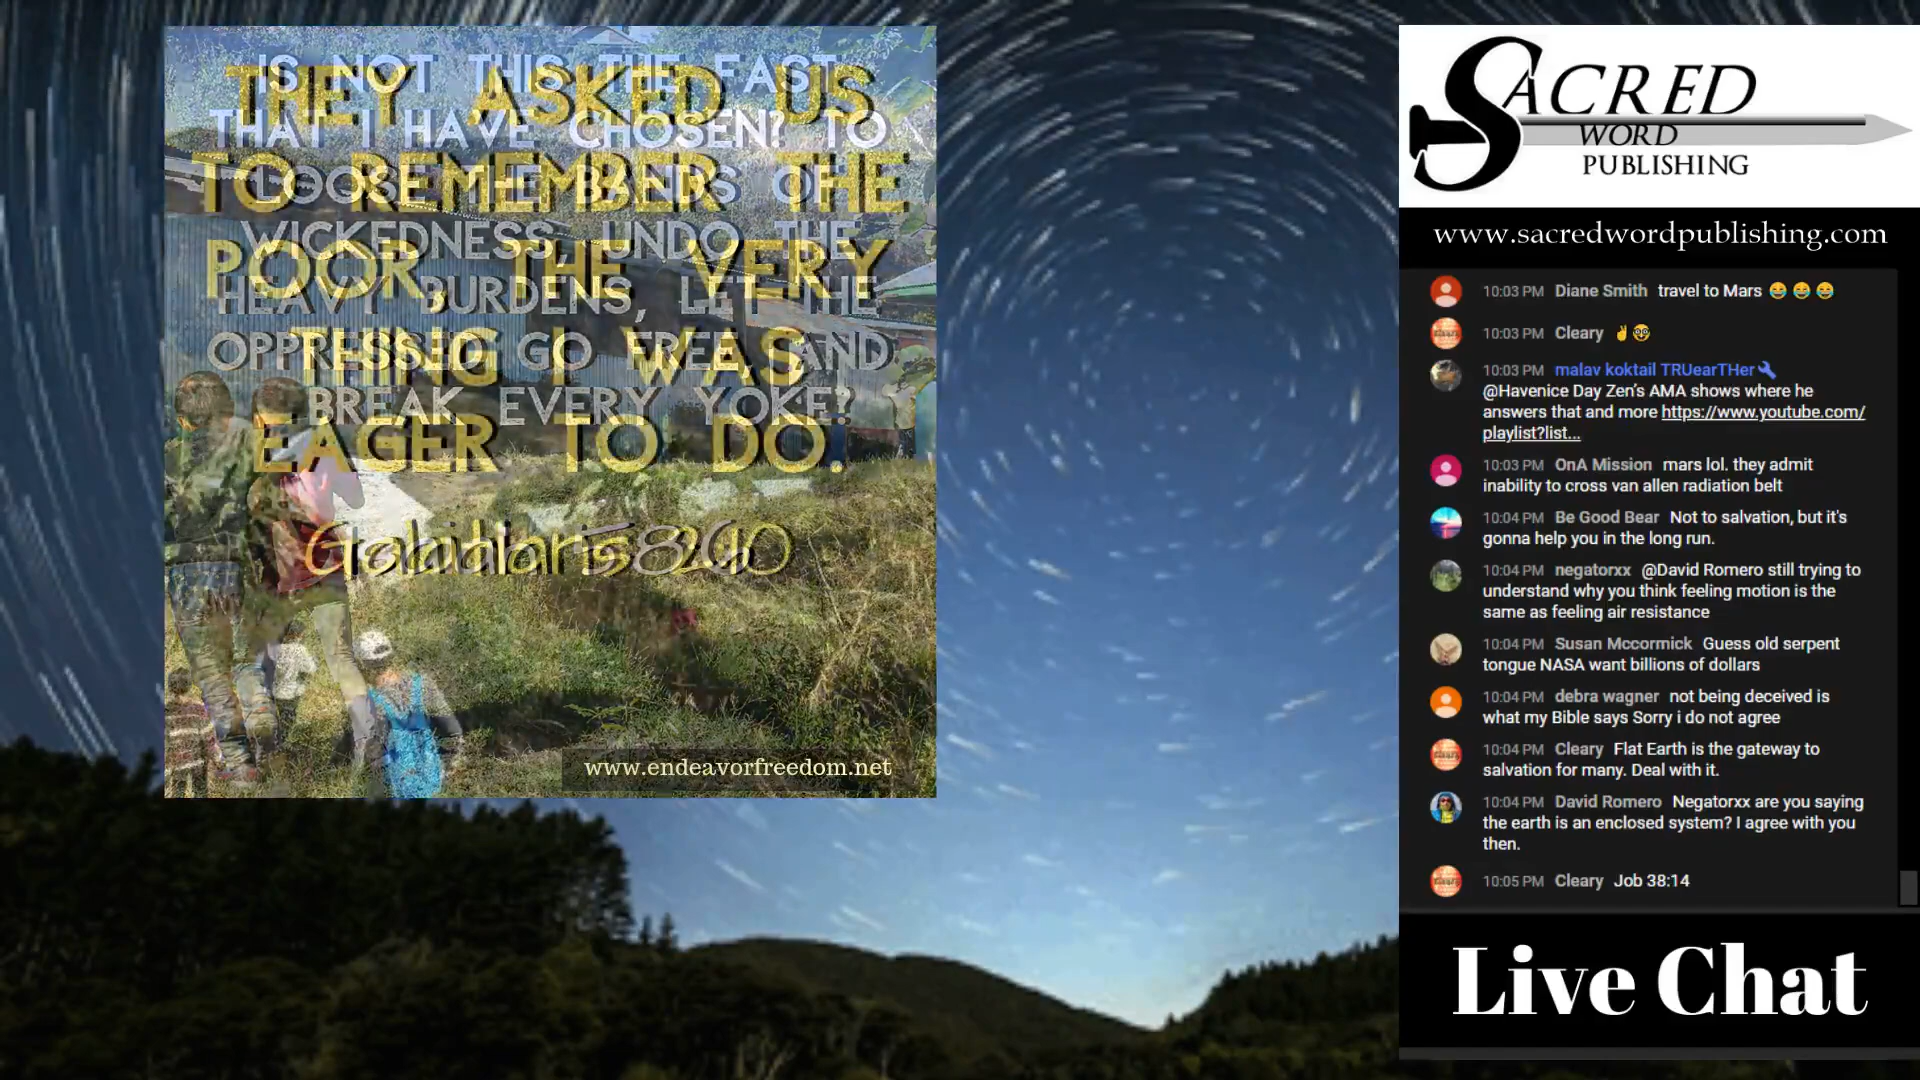 IS NOT THIS THE FAST
THAT I HAVE CHOSEN? TO
LOOSE THE BANDS OF
WICKEDNESS, UNDO THE
HEAVY BURDENS, LET THE
OPPRESSED GO FREE, AND
BREAK EVERY YOKE?
THEY ASKED US
TO REMEMBER THE
POOR, THE VERY
THING I WAS
EAGER TO DO.
www.endeavorfreedom.net
SACRED
WORD
PUBLISHING
www.sacredwordpublishing.com
10:03 PM Diane Smith travel to Mars 😂 😂 😂
10:03 PM Cleary ✌️🤓
10:03 PM malav koktail TRUearTHer
@Havenice Day Zen's AMA shows where he
answers that and more https://www.youtube.com/
playlist?list...
10:03 PM OnA Mission mars lol. they admit
inability to cross van allen radiation belt
10:04 PM Be Good Bear Not to salvation, but it's
gonna help you in the long run.
10:04 PM negatorxx @David Romero still trying to
understand why you think feeling motion is the
same as feeling air resistance
10:04 PM Susan Mccormick Guess old serpent
tongue NASA want billions of dollars
10:04 PM debra wagner not being deceived is
what my Bible says Sorry i do not agree
10:04 PM Cleary Flat Earth is the gateway to
salvation for many. Deal with it.
10:04 PM David Romero Negatorxx are you saying
the earth is an enclosed system? I agree with you
then.
10:05 PM Cleary Job 38:14
Live Chat